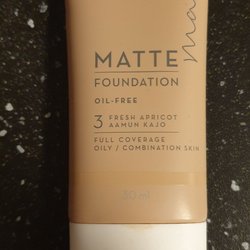 MATTE
FOUNDATION
OIL-FREE
3 FRESH APRICOT
AAMUN KAJO
FULL COVERAGE
OILY / COMBINATION SKIN
30 ml